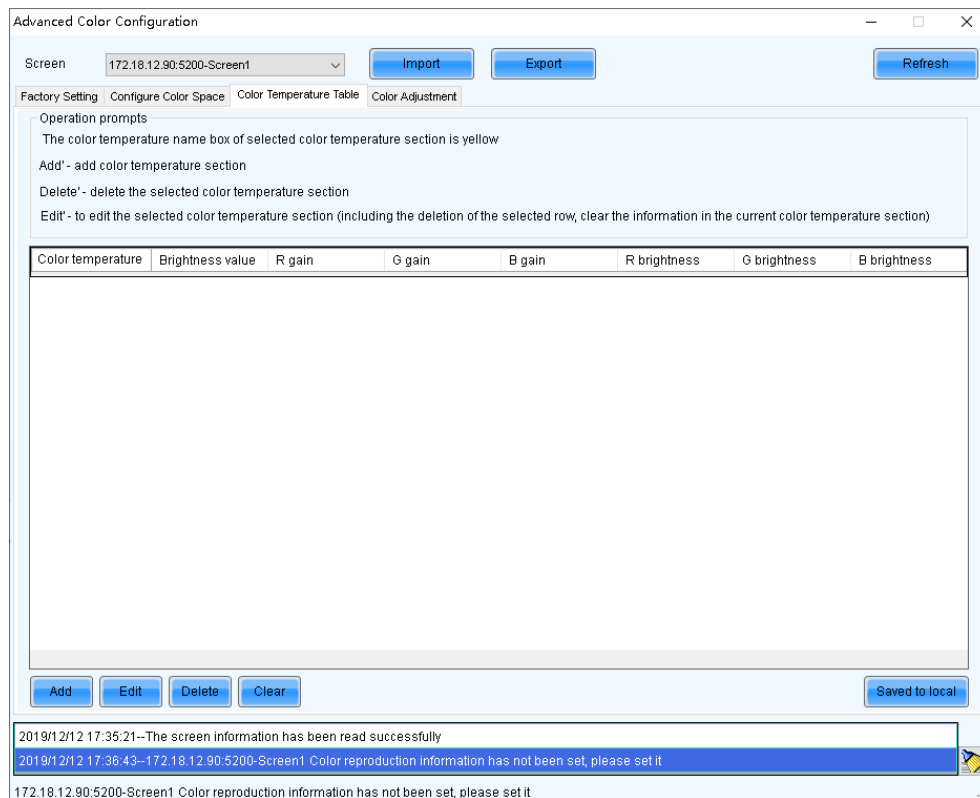 Advanced Color Configuration
Screen 172.18.12.90:5200-Screen1 Import Export Refresh
Factory Setting Configure Color Space Color Temperature Table Color Adjustment
Operation prompts
The color temperature name box of selected color temperature section is yellow
Add' - add color temperature section
Delete' - delete the selected color temperature section
Edit' - to edit the selected color temperature section (including the deletion of the selected row, clear the information in the current color temperature section)
Color temperature Brightness value R gain G gain B gain R brightness G brightness B brightness
Add Edit Delete Clear Saved to local
2019/12/12 17:35:21--The screen information has been read successfully
2019/12/12 17:36:43--172.18.12.90:5200-Screen1 Color reproduction information has not been set, please set it
172.18.12.90:5200-Screen1 Color reproduction information has not been set, please set it